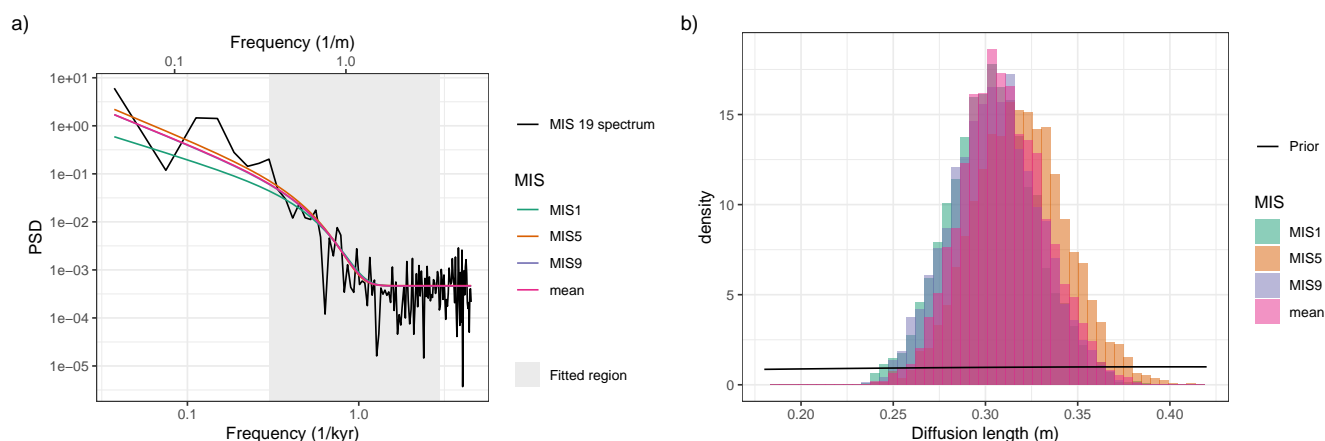 a)
Frequency (1/m)
0.1 1.0
1e+01
1e+00
1e−01
1e−02
1e−03
1e−04
1e−05
PSD
0.1 1.0
Frequency (1/kyr)
MIS 19 spectrum
MIS
MIS1
MIS5
MIS9
mean
Fitted region
b)
15
10
5
0
density
0.20 0.25 0.30 0.35 0.40
Diffusion length (m)
Prior
MIS
MIS1
MIS5
MIS9
mean